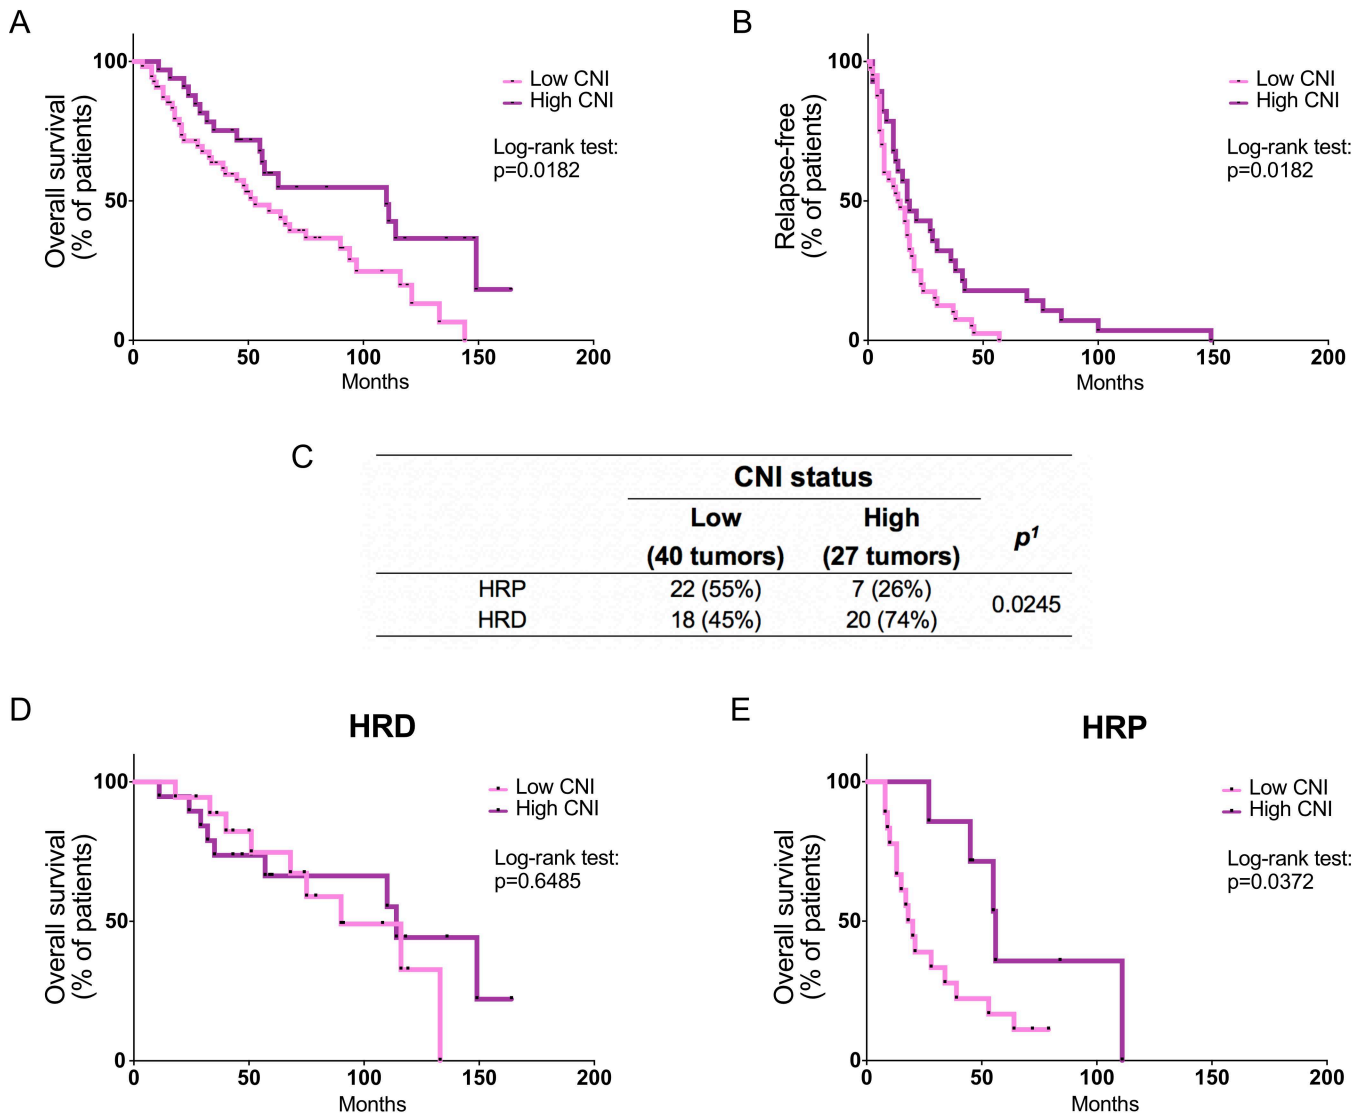 A
100
50
0
0 50 100 150 200
Overall survival
(% of patients)
Months
Low CNI
High CNI
Log-rank test:
p=0.0182
B
100
50
0
0 50 100 150 200
Relapse-free
(% of patients)
Months
Low CNI
High CNI
Log-rank test:
p=0.0182
C
CNI status
Low High p¹
(40 tumors) (27 tumors)
HRP 22 (55%) 7 (26%) 0.0245
HRD 18 (45%) 20 (74%)
D
HRD
100
50
0
0 50 100 150 200
Overall survival
(% of patients)
Months
Low CNI
High CNI
Log-rank test:
p=0.6485
E
HRP
100
50
0
0 50 100 150 200
Overall survival
(% of patients)
Months
Low CNI
High CNI
Log-rank test:
p=0.0372